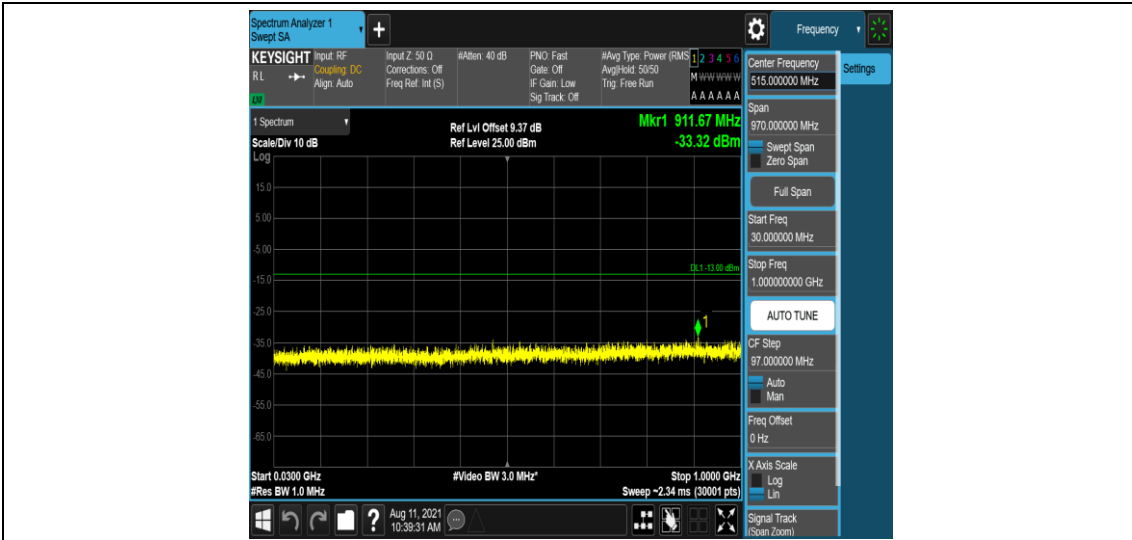 Spectrum Analyzer 1
Swept SA
+
Frequency
KEYSIGHT
RL
Input: RF
Coupling: DC
Align: Auto
Input Z: 50 Ω
Corrections: Off
Freq Ref: Int (S)
#Atten: 40 dB
PNO: Fast
Gate: Off
IF Gain: Low
Sig Track: Off
#Avg Type: Power (RMS
Avg|Hold: 50/50
Trig: Free Run
1 2 3 4 5 6
M W W W W W
A A A A A A
1 Spectrum
Scale/Div 10 dB
Log
Ref Lvl Offset 9.37 dB
Ref Level 25.00 dBm
Mkr1 911.67 MHz
-33.32 dBm
15.0
5.00
-5.00
-15.0
-25.0
-35.0
-45.0
-55.0
-65.0
DL1 -13.00 dBm
1
Start 0.0300 GHz
#Res BW 1.0 MHz
#Video BW 3.0 MHz*
Stop 1.0000 GHz
Sweep ~2.34 ms (30001 pts)
Center Frequency
515.000000 MHz
Settings
Span
970.000000 MHz
Swept Span
Zero Span
Full Span
Start Freq
30.000000 MHz
Stop Freq
1.000000000 GHz
AUTO TUNE
CF Step
97.000000 MHz
Auto
Man
Freq Offset
0 Hz
X Axis Scale
Log
Lin
Signal Track
(Span Zoom)
?
Aug 11, 2021
10:39:31 AM